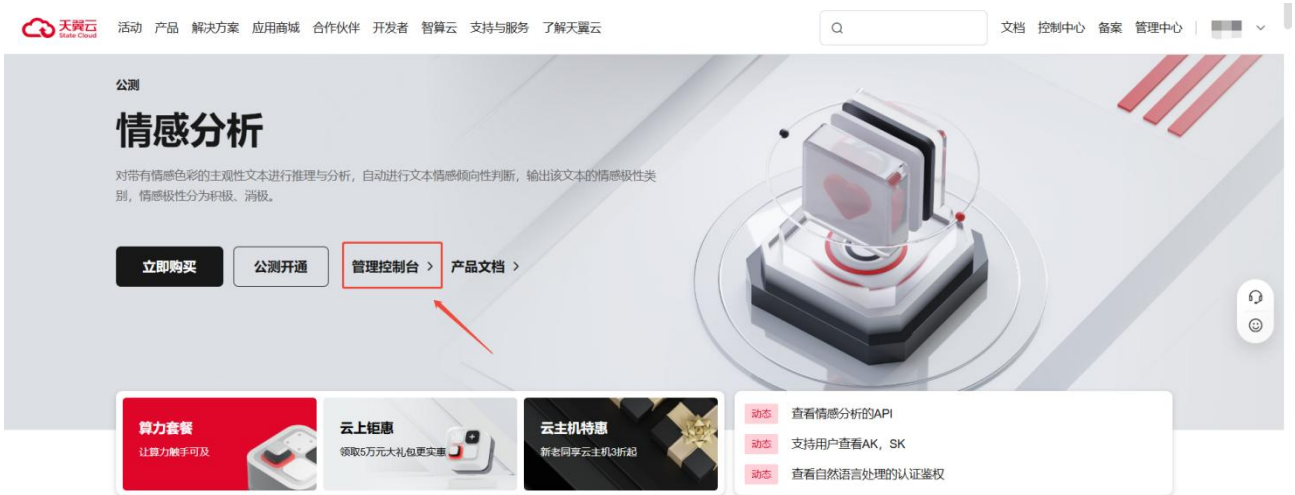 天翼云
State Cloud
活动 产品 解决方案 应用商城 合作伙伴 开发者 智算云 支持与服务 了解天翼云
文档 控制中心 备案 管理中心
公测
情感分析
对带有情感色彩的主观性文本进行推理与分析，自动进行文本情感倾向性判断，输出该文本的情感极性类
别，情感极性分为积极、消极。
立即购买 公测开通 管理控制台 > 产品文档 >
算力套餐
让算力触手可及
云上钜惠
领取5万元大礼包更实惠
云主机特惠
新老同享云主机3折起
动态 查看情感分析的API
动态 支持用户查看AK，SK
动态 查看自然语言处理的认证鉴权